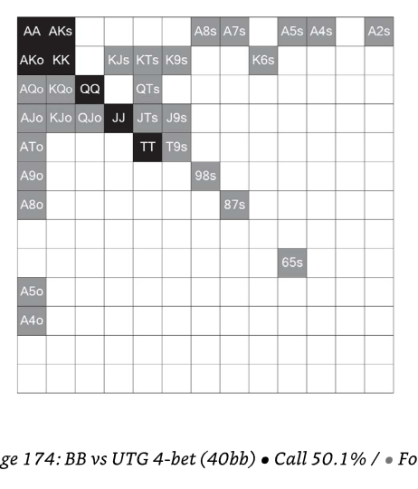 AA AKs A8s A7s A5s A4s A2s
AKo KK KJs KTs K9s K6s
AQo KQo QQ QTs
AJo KJo QJo JJ JTs J9s
ATo TT T9s
A9o 98s
A8o 87s
65s
A5o
A4o
ge 174: BB vs UTG 4-bet (40bb) • Call 50.1% / • Fo